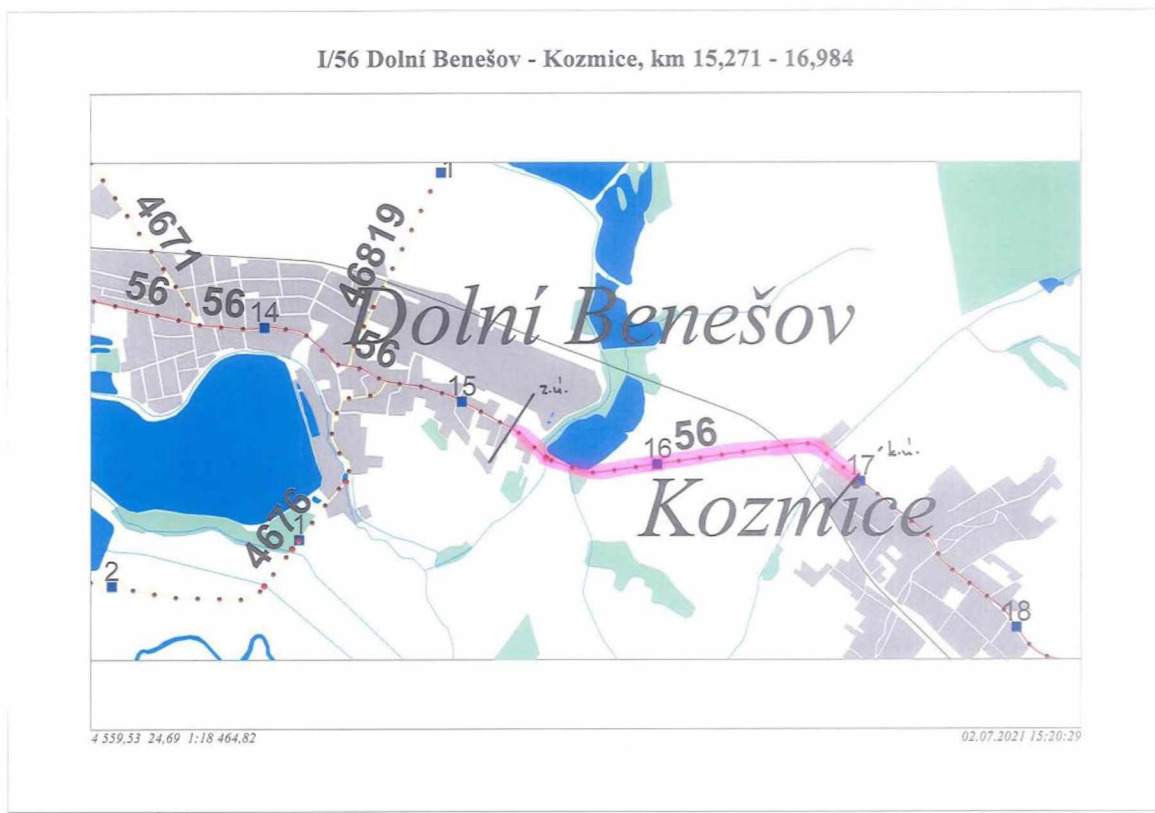 I/56 Dolní Benešov - Kozmice, km 15,271 - 16,984
1
4671
46819
56
56
14
Dolní Benešov
56
15
z.ú.
16
56
17
k.ú.
Kozmice
4676
1
2
18
4 559,53 24,69 1:18 464,82
02.07.2021 15:20:29